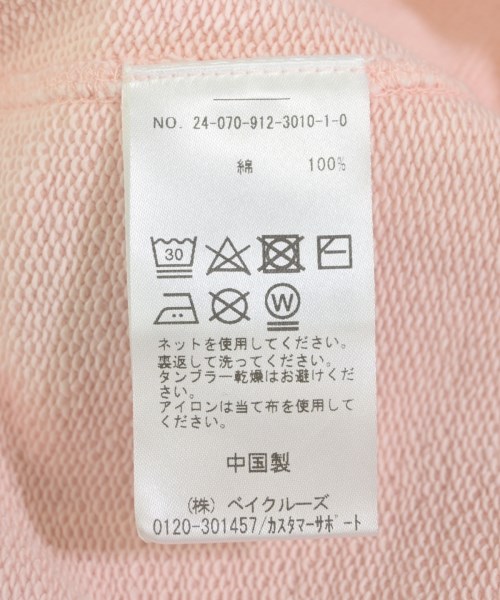 NO. 24-070-912-3010-1-0
綿 100%
30
W
ネットを使用してください。
裏返して洗ってください。
タンブラー乾燥はお避けくだ
さい。
アイロンは当て布を使用して
ください。
中国製
(株) ベイクルーズ
0120-301457/ｶｽﾀﾏｰｻﾎﾟｰﾄ